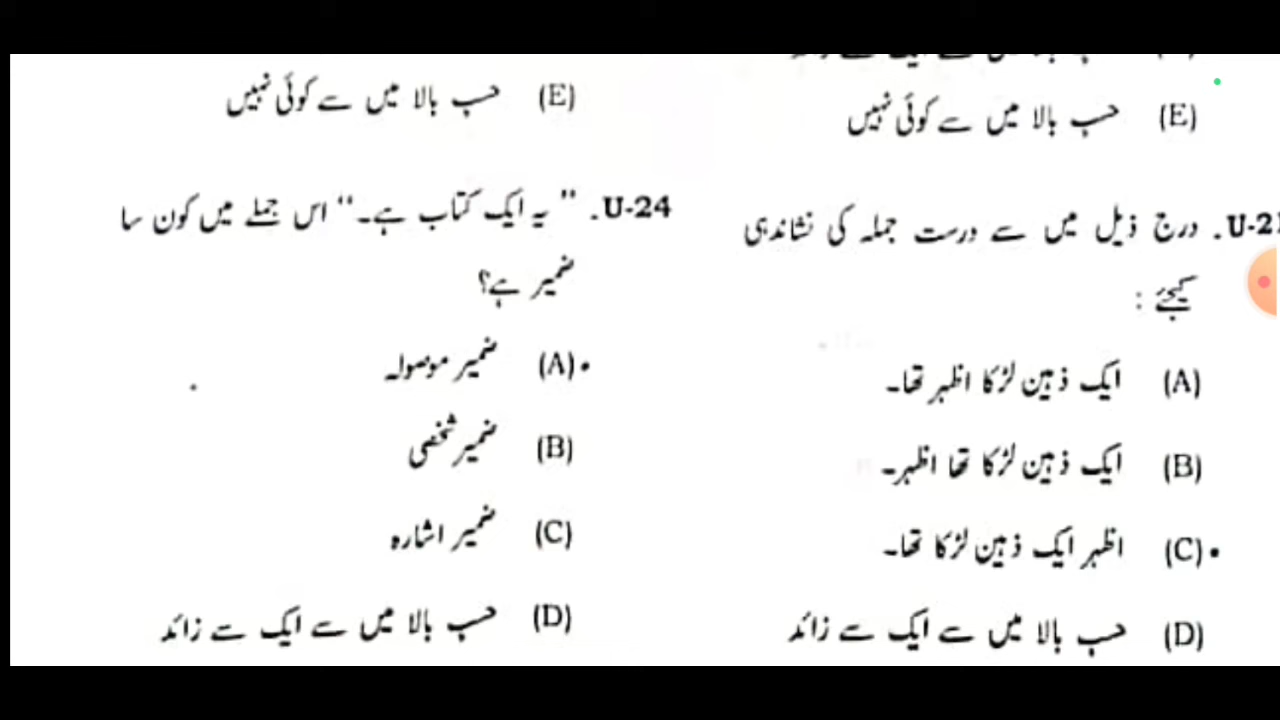 (E) حسب بالا میں سے کوئی نہیں
U-21. درج ذیل میں سے درست جملہ کی نشاندہی
کیجئے :
(A) ایک ذہین لڑکا اظہر تھا۔
(B) ایک ذہین لڑکا تھا اظہر۔
(C) اظہر ایک ذہین لڑکا تھا۔
(D) حسب بالا میں سے ایک سے زائد
(E) حسب بالا میں سے کوئی نہیں
U-24. "یہ ایک کتاب ہے۔" اس جملے میں کون سا
ضمیر ہے؟
(A) ضمیر موصولہ
(B) ضمیر شخصی
(C) ضمیر اشارہ
(D) حسب بالا میں سے ایک سے زائد